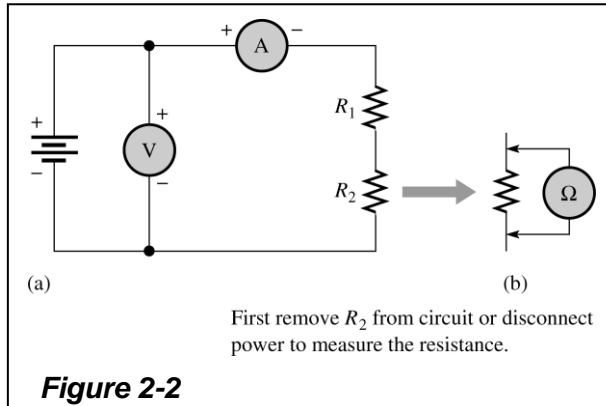 + A −
R1
+
+
V
−
−
R2
Ω
(a)
(b)
First remove R2 from circuit or disconnect
power to measure the resistance.
Figure 2-2